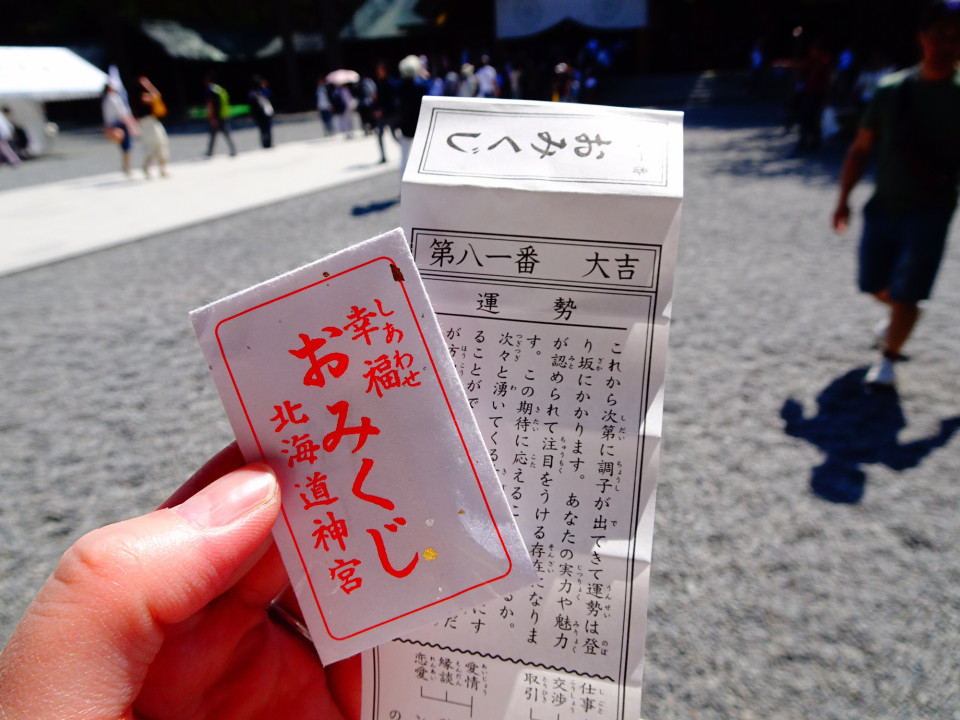 しあわせ
幸福
おみくじ
北海道神宮
おみくじ
第八一番 大吉
運勢
これから次第に調子が出てきて運勢は登
り坂にかかります。あなたの実力や魅力
が認められて注目をうける存在になりま
す。この期待に応えるこ
次々と湧いてくる
ることがで
仕事
交渉
取引
愛情
縁談
恋愛